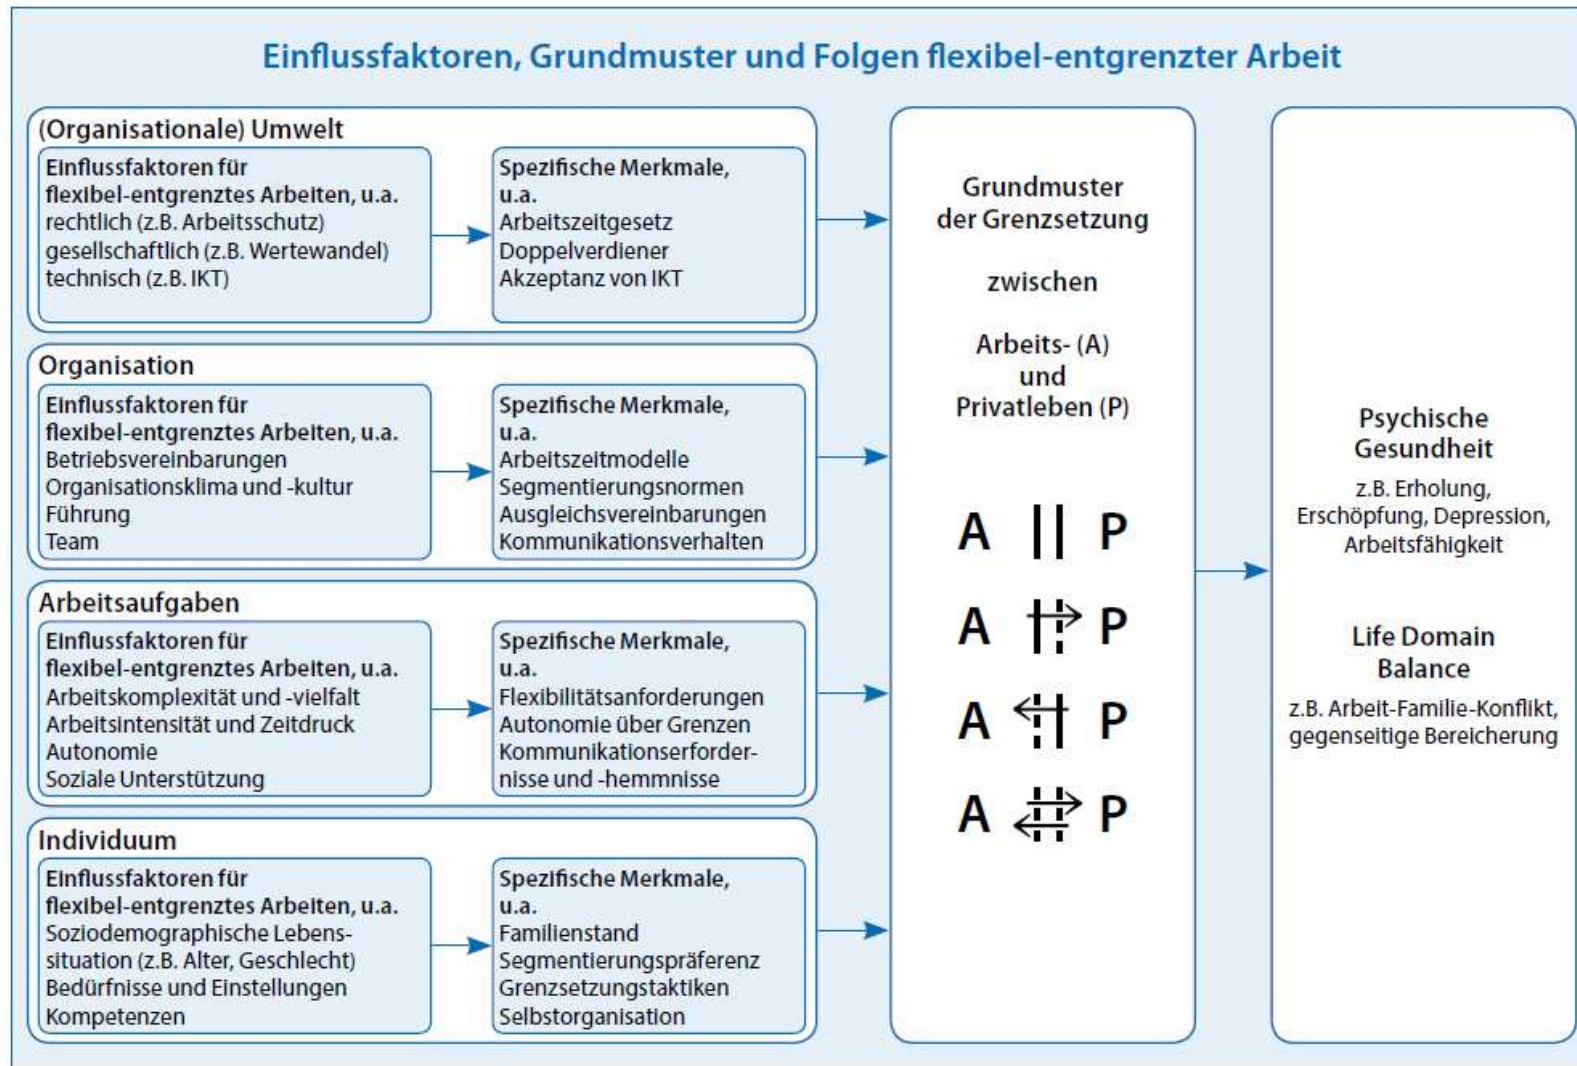 Einflussfaktoren, Grundmuster und Folgen flexibel-entgrenzter Arbeit
(Organisationale) Umwelt
Einflussfaktoren für
flexibel-entgrenztes Arbeiten, u.a.
rechtlich (z.B. Arbeitsschutz)
gesellschaftlich (z.B. Wertewandel)
technisch (z.B. IKT)
Spezifische Merkmale,
u.a.
Arbeitszeitgesetz
Doppelverdiener
Akzeptanz von IKT
Organisation
Einflussfaktoren für
flexibel-entgrenztes Arbeiten, u.a.
Betriebsvereinbarungen
Organisationsklima und -kultur
Führung
Team
Spezifische Merkmale,
u.a.
Arbeitszeitmodelle
Segmentierungsnormen
Ausgleichsvereinbarungen
Kommunikationsverhalten
Arbeitsaufgaben
Einflussfaktoren für
flexibel-entgrenztes Arbeiten, u.a.
Arbeitskomplexität und -vielfalt
Arbeitsintensität und Zeitdruck
Autonomie
Soziale Unterstützung
Spezifische Merkmale,
u.a.
Flexibilitätsanforderungen
Autonomie über Grenzen
Kommunikationserforder-
nisse und -hemmnisse
Individuum
Einflussfaktoren für
flexibel-entgrenztes Arbeiten, u.a.
Soziodemographische Lebens-
situation (z.B. Alter, Geschlecht)
Bedürfnisse und Einstellungen
Kompetenzen
Spezifische Merkmale,
u.a.
Familienstand
Segmentierungspräferenz
Grenzsetzungstaktiken
Selbstorganisation
Grundmuster
der Grenzsetzung
zwischen
Arbeits- (A)
und
Privatleben (P)
A P
A P
A P
A P
Psychische
Gesundheit
z.B. Erholung,
Erschöpfung, Depression,
Arbeitsfähigkeit
Life Domain
Balance
z.B. Arbeit-Familie-Konflikt,
gegenseitige Bereicherung